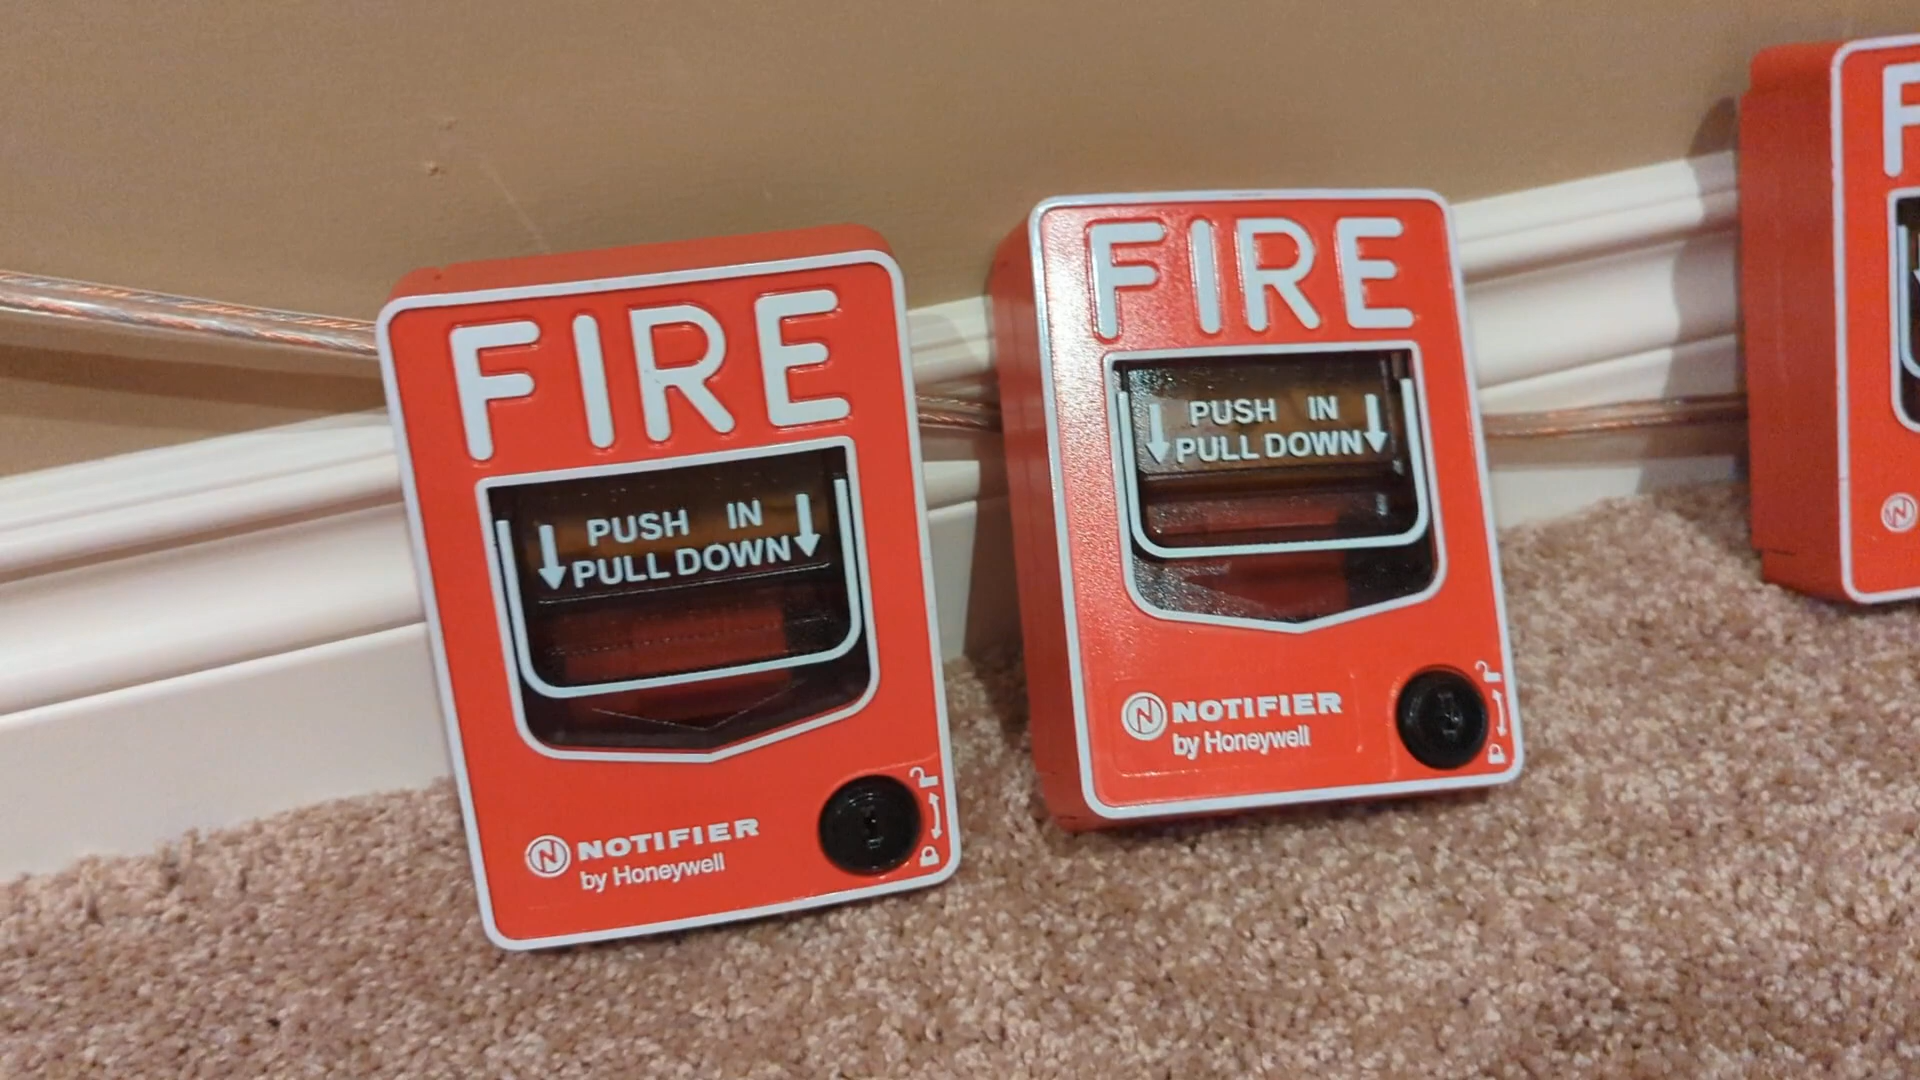 FIRE
PUSH IN
PULL DOWN
NOTIFIER
by Honeywell
FIRE
PUSH IN
PULL DOWN
NOTIFIER
by Honeywell
F